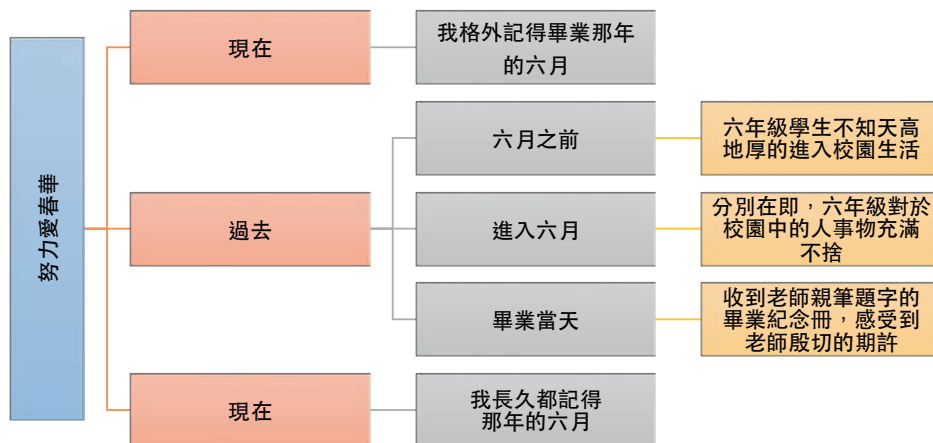 努力愛春華
現在
我格外記得畢業那年
的六月
過去
六月之前
六年級學生不知天高
地厚的進入校園生活
進入六月
分別在即，六年級對於
校園中的人事物充滿
不捨
畢業當天
收到老師親筆題字的
畢業紀念冊，感受到
老師殷切的期許
現在
我長久都記得
那年的六月